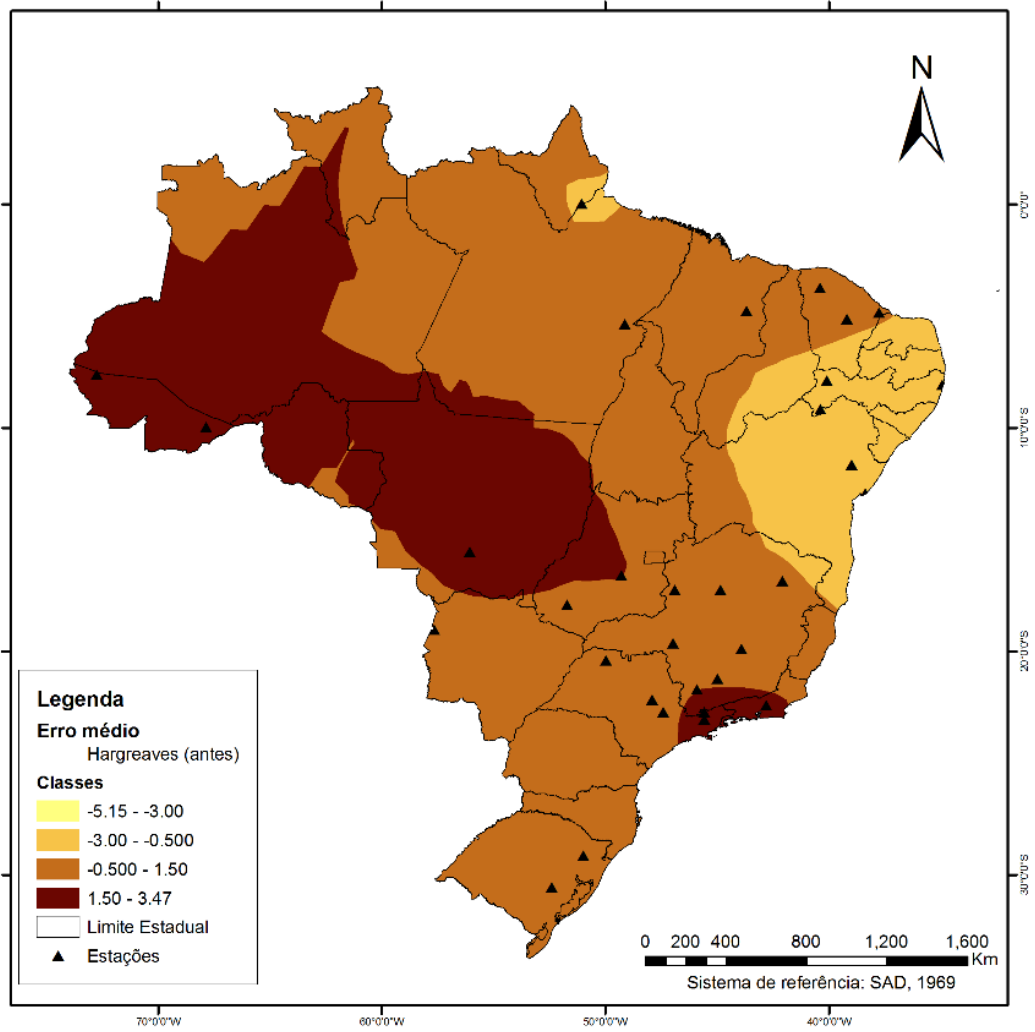 N
0°0'0"
10°0'0"S
20°0'0"S
30°0'0"S
Legenda
Erro médio
Hargreaves (antes)
Classes
-5.15 - -3.00
-3.00 - -0.500
-0.500 - 1.50
1.50 - 3.47
Limite Estadual
Estações
0 200 400 800 1,200 1,600
Km
Sistema de referência: SAD, 1969
70°0'0"W 60°0'0"W 50°0'0"W 40°0'0"W